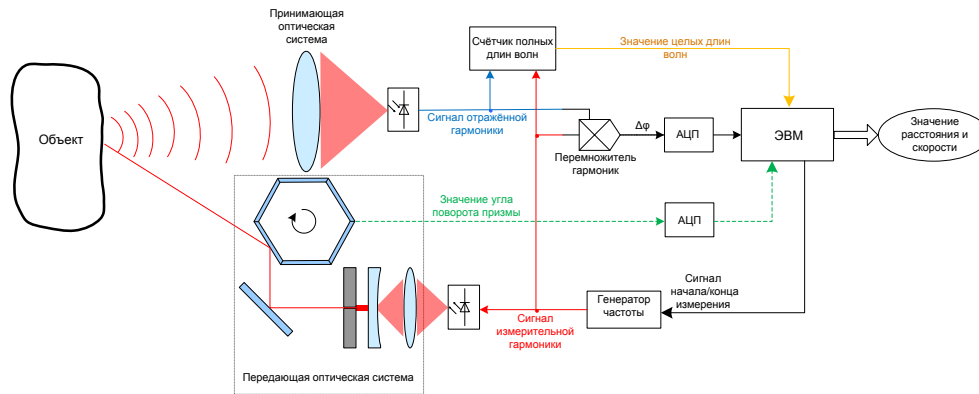 Принимающая
оптическая
система
Счётчик полных
длин волн
Значение целых длин
волн
Объект
Сигнал отражённой
гармоники
Δφ
АЦП
ЭВМ
Значение
расстояния и
скорости
Перемножитель
гармоник
Значение угла
поворота призмы
АЦП
Сигнал
начала/конца
измерения
Генератор
частоты
Сигнал
измерительной
гармоники
Передающая оптическая система